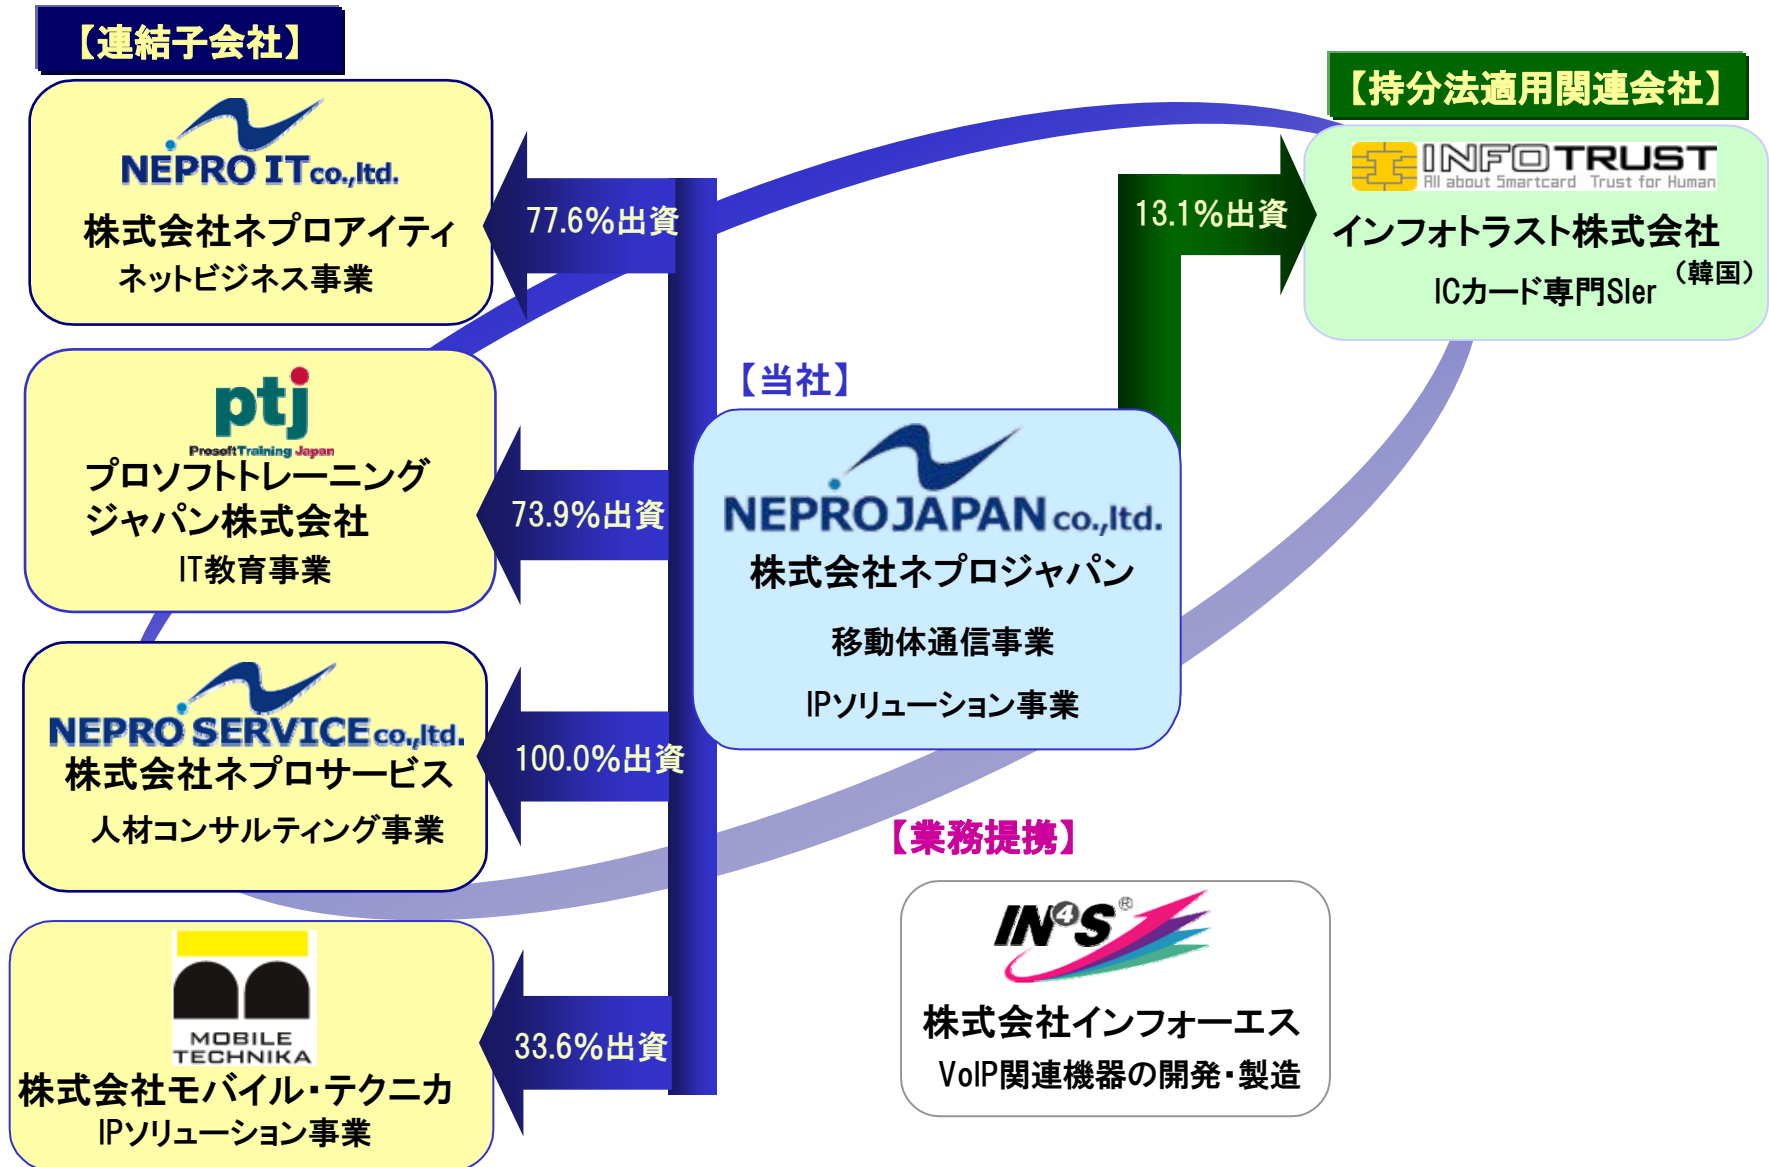 【連結子会社】
NEPRO IT co.,ltd.
株式会社ネプロアイティ
ネットビジネス事業
77.6%出資
ptj
ProsoftTraining Japan
プロソフトトレーニング
ジャパン株式会社
IT教育事業
73.9%出資
NEPRO SERVICE co.,ltd.
株式会社ネプロサービス
人材コンサルティング事業
100.0%出資
MOBILE
TECHNIKA
株式会社モバイル・テクニカ
IPソリューション事業
33.6%出資
【当社】
NEPRO JAPAN co.,ltd.
株式会社ネプロジャパン
移動体通信事業
IPソリューション事業
【持分法適用関連会社】
13.1%出資
INFOTRUST
All about Smartcard Trust for Human
インフォトラスト株式会社
(韓国)
ICカード専門SIer
【業務提携】
IN4S®
株式会社インフォーエス
VoIP関連機器の開発・製造